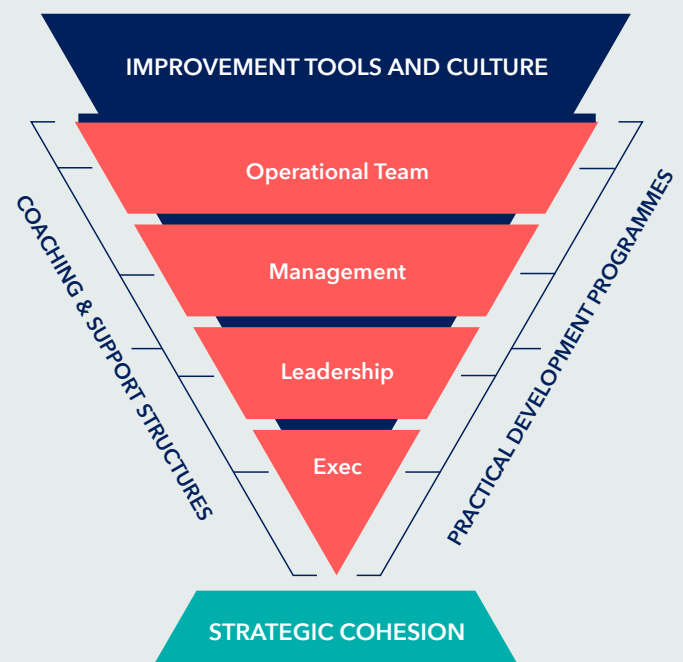 IMPROVEMENT TOOLS AND CULTURE
Operational Team
Management
Leadership
Exec
COACHING & SUPPORT STRUCTURES
PRACTICAL DEVELOPMENT PROGRAMMES
STRATEGIC COHESION